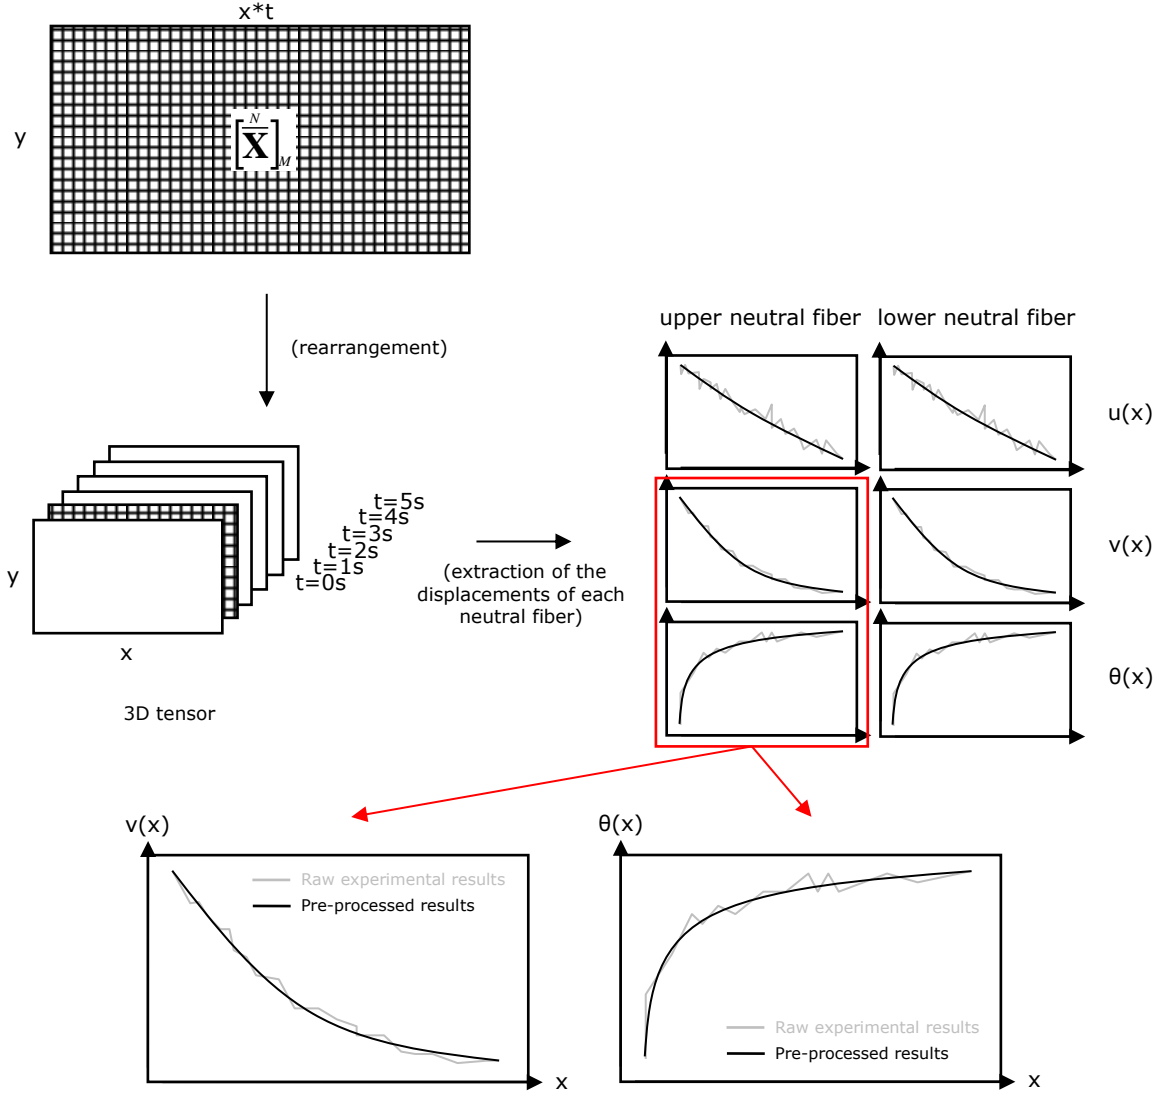 x*t
y
[X̅]
N
M
(rearrangement)
upper neutral fiber
lower neutral fiber
u(x)
v(x)
θ(x)
t=5s
t=4s
t=3s
t=2s
t=1s
t=0s
y
x
3D tensor
(extraction of the
displacements of each
neutral fiber)
v(x)
Raw experimental results
Pre-processed results
x
θ(x)
Raw experimental results
Pre-processed results
x